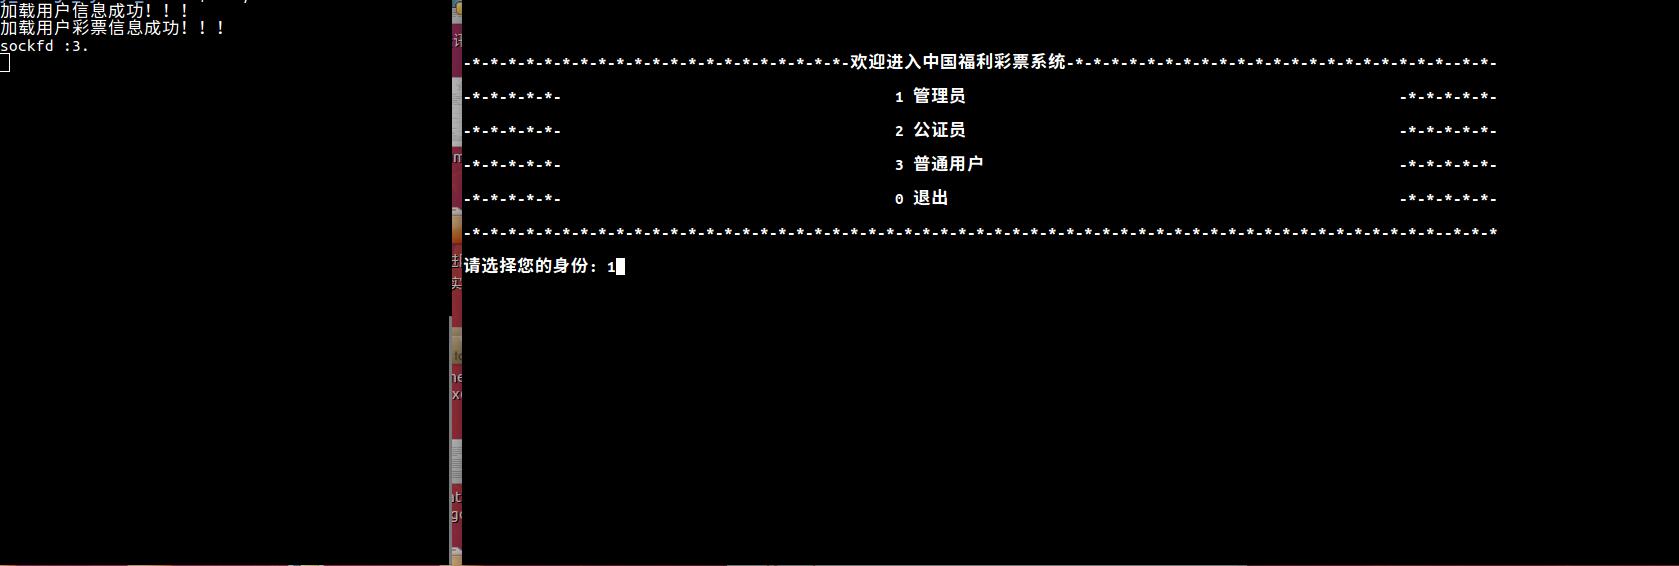 加载用户信息成功！！！
加载用户彩票信息成功！！！
sockfd :3.
-*-*-*-*-*-*-*-*-*-*-*-*-*-*-*-*-*-*-*-*-*-欢迎进入中国福利彩票系统-*-*-*-*-*-*-*-*-*-*-*-*-*-*-*-*-*-*-*-*-*-*--*-*-
-*-*-*-*-*- 1 管理员 -*-*-*-*-*-
-*-*-*-*-*- 2 公证员 -*-*-*-*-*-
-*-*-*-*-*- 3 普通用户 -*-*-*-*-*-
-*-*-*-*-*- 0 退出 -*-*-*-*-*-
-*-*-*-*-*-*-*-*-*-*-*-*-*-*-*-*-*-*-*-*-*-*-*-*-*-*-*-*-*-*-*-*-*-*-*-*-*-*-*-*-*-*-*-*-*-*-*-*-*-*-*-*-*-*--*-*-*
请选择您的身份：1